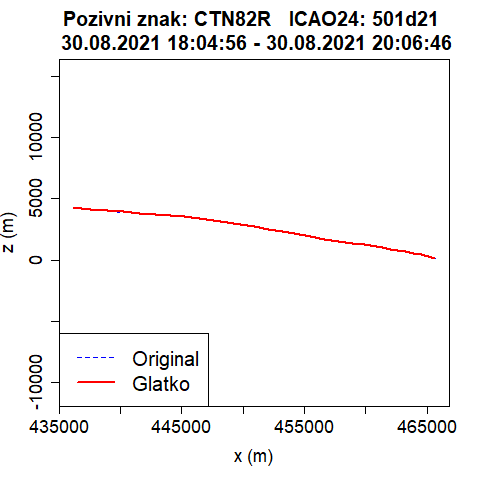 Pozivni znak: CTN82R ICAO24: 501d21
30.08.2021 18:04:56 - 30.08.2021 20:06:46
10000
5000
0
-10000
z (m)
Original
Glatko
435000 445000 455000 465000
x (m)